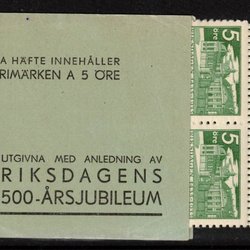 A HÄFTE INNEHÅLLER
RIMÄRKEN A 5 ÖRE
UTGIVNA MED ANLEDNING AV
RIKSDAGENS
500-ÅRSJUBILEUM
5
ÖRE
5
ÖRE